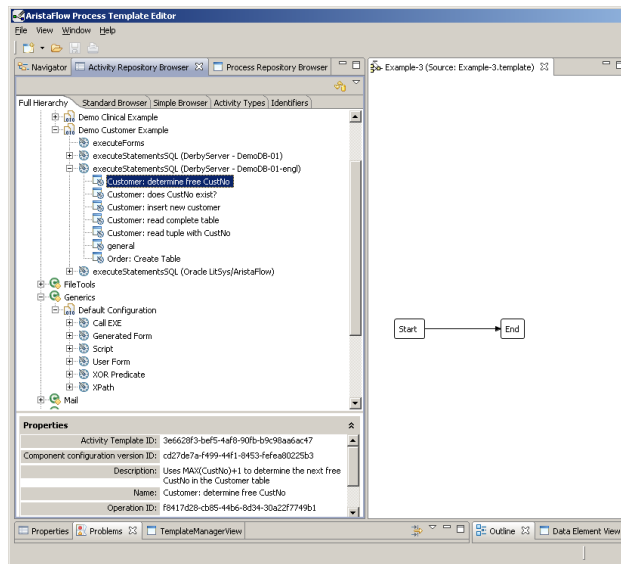 AristaFlow Process Template Editor
File View Window Help
Navigator Activity Repository Browser Process Repository Browser
Example-3 (Source: Example-3.template)
Full Hierarchy Standard Browser Simple Browser Activity Types Identifiers
Demo Clinical Example
Demo Customer Example
executeForms
executeStatementsSQL (DerbyServer - DemoDB-01)
executeStatementsSQL (DerbyServer - DemoDB-01-engl)
Customer: determine free CustNo
Customer: does CustNo exist?
Customer: insert new customer
Customer: read complete table
Customer: read tuple with CustNo
general
Order: Create Table
executeStatementsSQL (Oracle LitSys/AristaFlow)
FileTools
Generics
Default Configuration
Call EXE
Generated Form
Script
User Form
XOR Predicate
XPath
Mail
Start End
Properties
Activity Template ID: 3e6628f3-bef5-4af8-90fb-b9c98aa6ac47
Component configuration version ID: cd27de7a-f499-44f1-8453-fefea80225b3
Description: Uses MAX(CustNo)+1 to determine the next free
CustNo in the Customer table
Name: Customer: determine free CustNo
Operation ID: f8417d28-cb85-44b6-8d34-30a22f7749b1
Properties Problems TemplateManagerView
Outline Data Element View